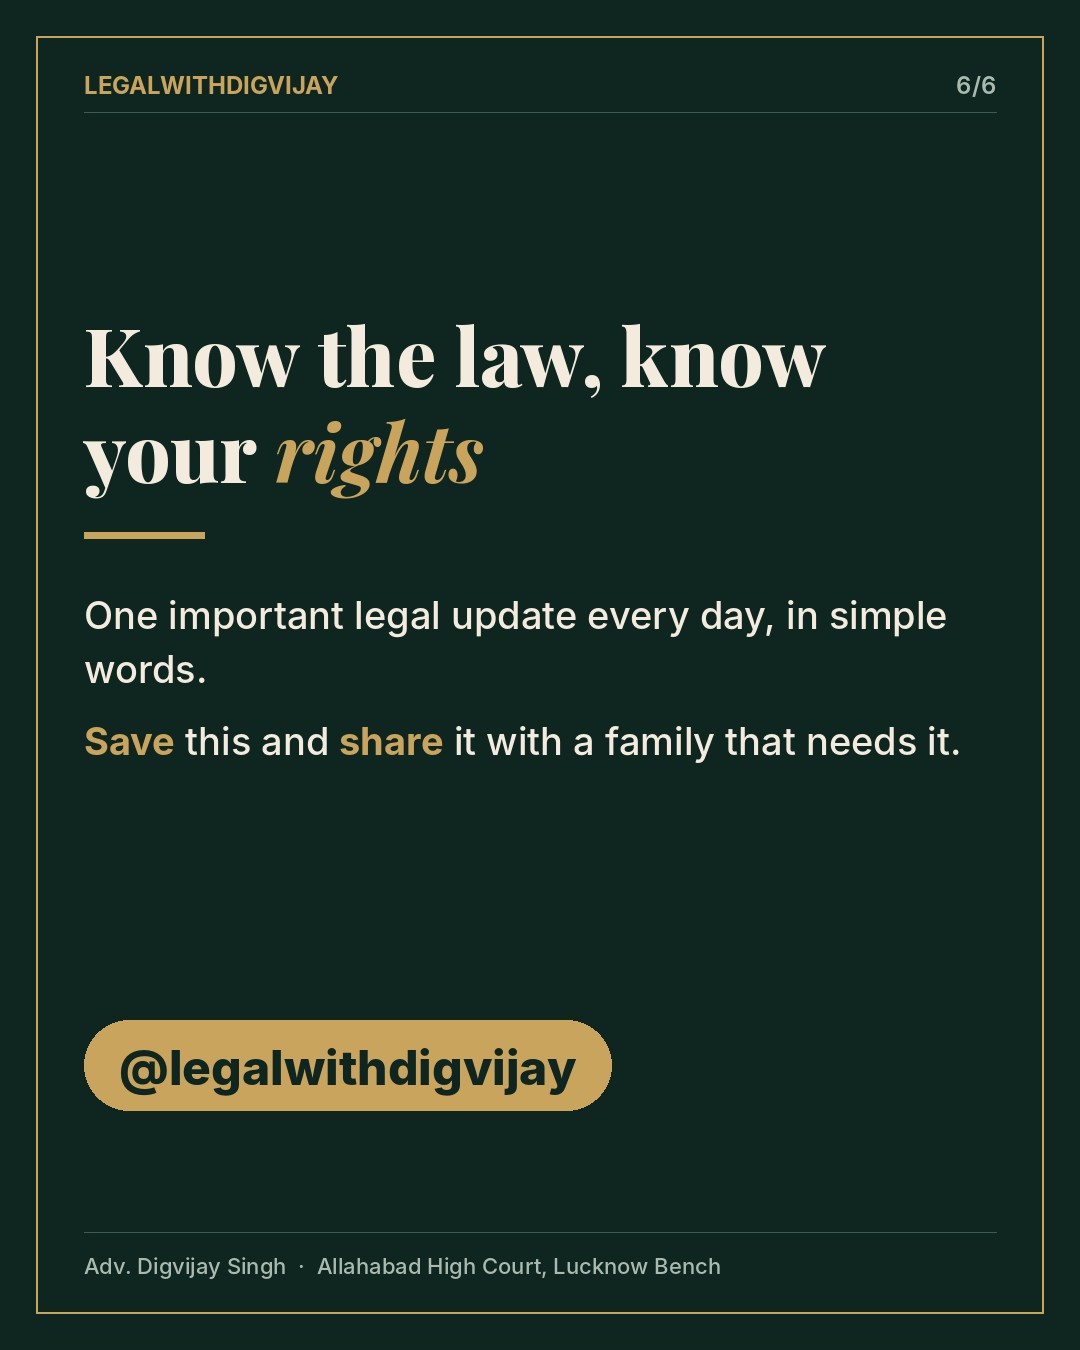 LEGALWITHDIGVIJAY
6/6
Know the law, know
your rights
One important legal update every day, in simple
words.
Save this and share it with a family that needs it.
@legalwithdigvijay
Adv. Digvijay Singh · Allahabad High Court, Lucknow Bench